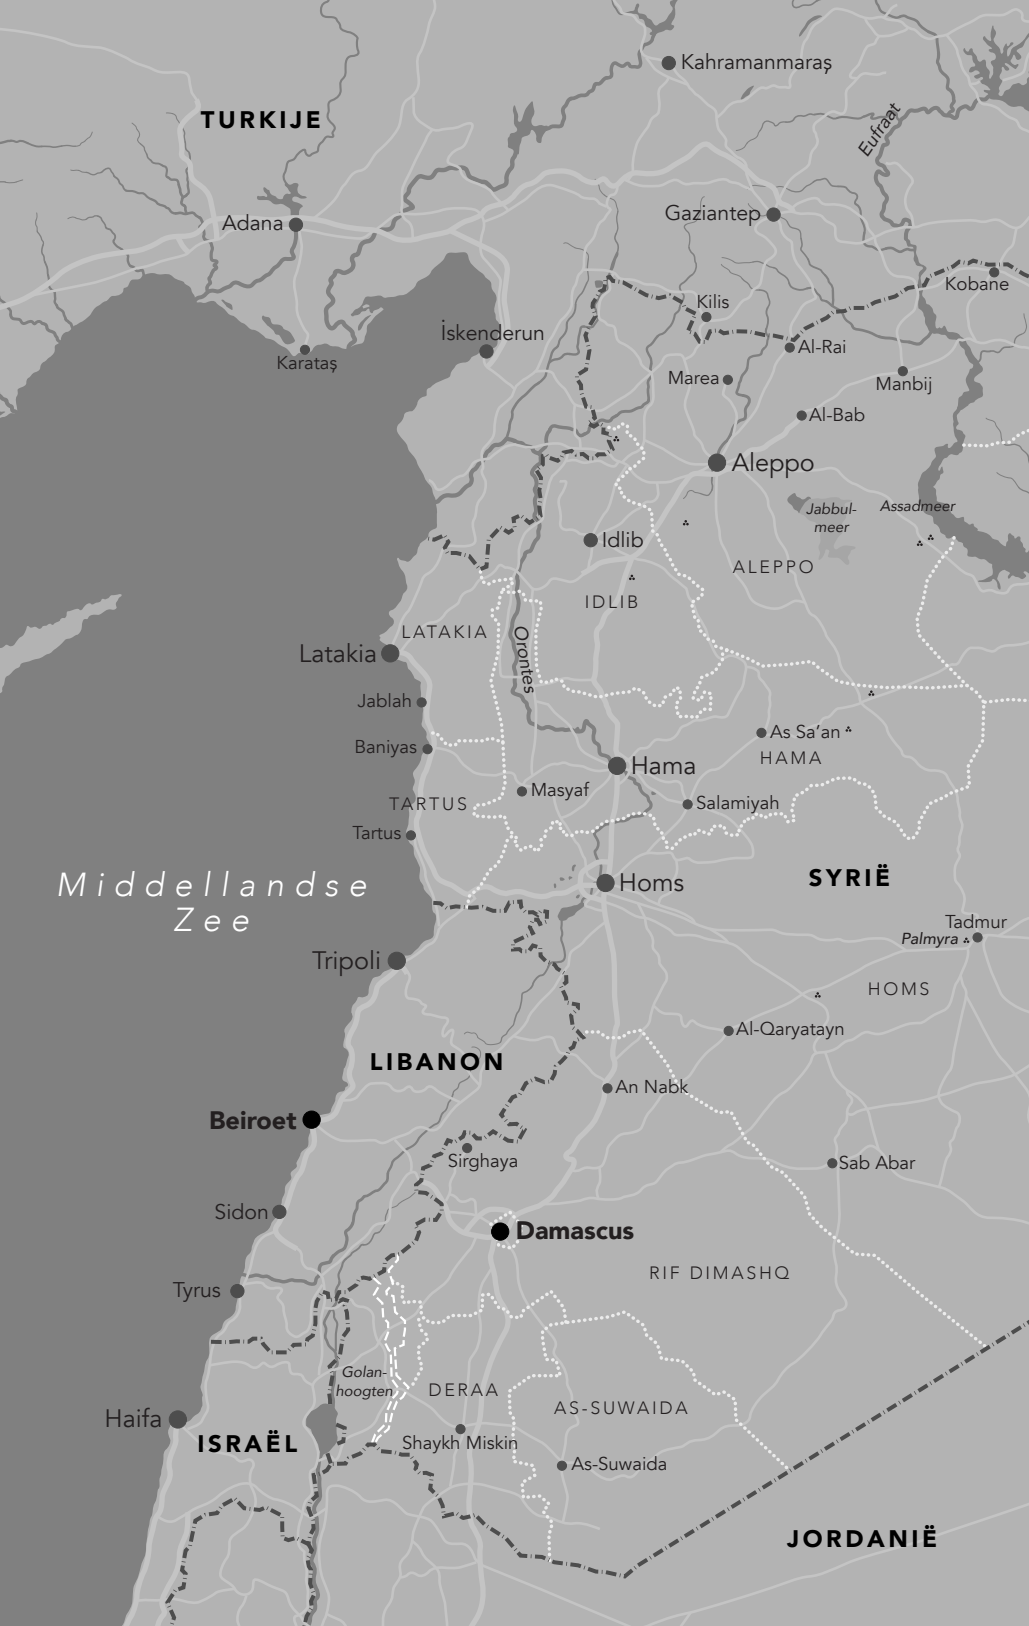 Kahramanmaraş
TURKIJE
Eufraat
Gaziantep
Adana
Kobane
Kilis
İskenderun
Al-Rai
Karataş
Marea
Manbij
Al-Bab
Aleppo
Jabbul-
meer
Assadmeer
Idlib
ALEPPO
IDLIB
LATAKIA
Orontes
Latakia
Jablah
As Sa’an
Baniyas
HAMA
Hama
Masyaf
TARTUS
Salamiyah
Tartus
SYRIË
Homs
Middellandse
Zee
Tadmur
Palmyra
Tripoli
HOMS
Al-Qaryatayn
LIBANON
An Nabk
Beiroet
Sirghaya
Sab Abar
Sidon
Damascus
RIF DIMASHQ
Tyrus
Golan-
hoogten
DERAA
AS-SUWAIDA
Haifa
ISRAËL
Shaykh Miskin
As-Suwaida
JORDANIË